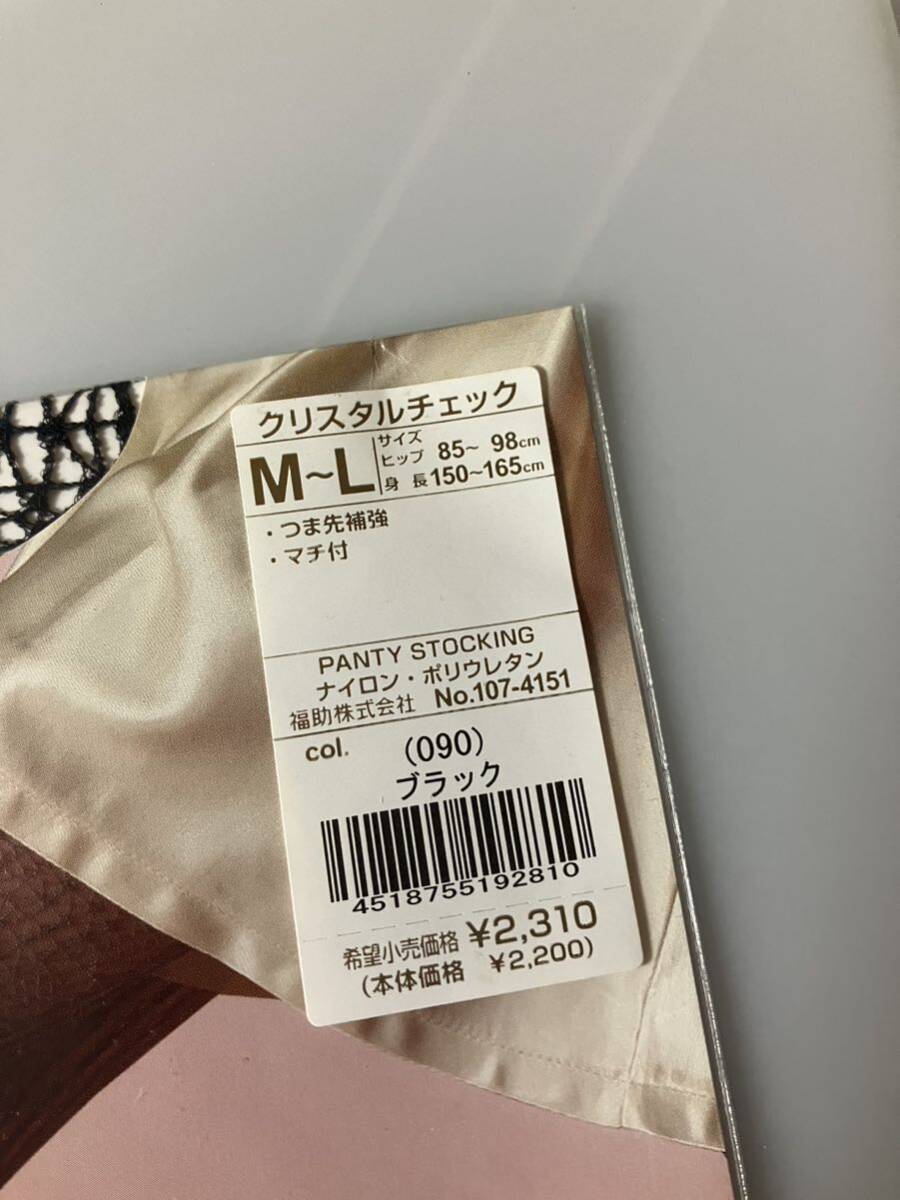 クリスタルチェック
M～L サイズ
ヒップ 85～ 98cm
身長 150～165cm
・つま先補強
・マチ付
PANTY STOCKING
ナイロン・ポリウレタン
福助株式会社 No.107-4151
col. (090)
ブラック
4518755192810
希望小売価格 ¥2,310
(本体価格 ¥2,200)